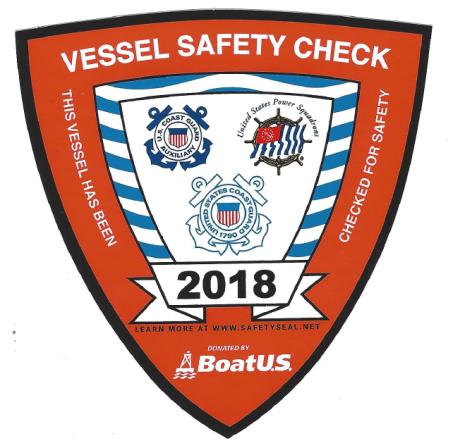 VESSEL SAFETY CHECK
THIS VESSEL HAS BEEN
CHECKED FOR SAFETY
U.S. COAST GUARD
AUXILIARY
United States Power Squadrons
UNITED STATES COAST GUARD
1790
2018
LEARN MORE AT WWW.SAFETYSEAL.NET
DONATED BY
BoatU.S.